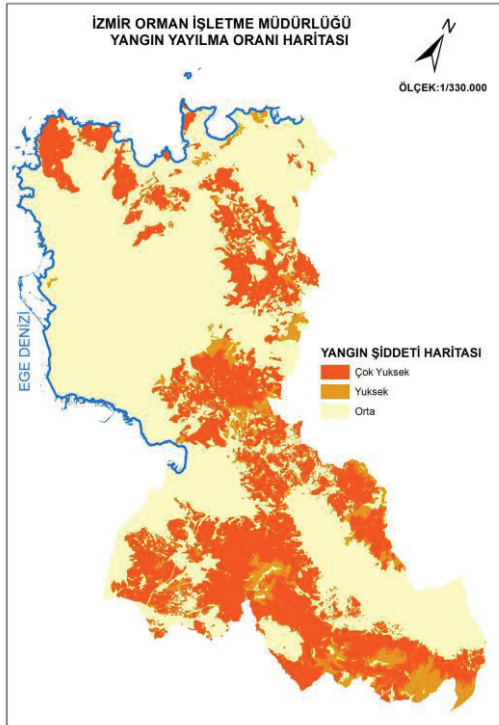 İZMİR ORMAN İŞLETME MÜDÜRLÜĞÜ
YANGIN YAYILMA ORANI HARİTASI
N
ÖLÇEK:1/330.000
EGE DENİZİ
YANGIN ŞİDDETİ HARİTASI
Çok Yuksek
Yuksek
Orta